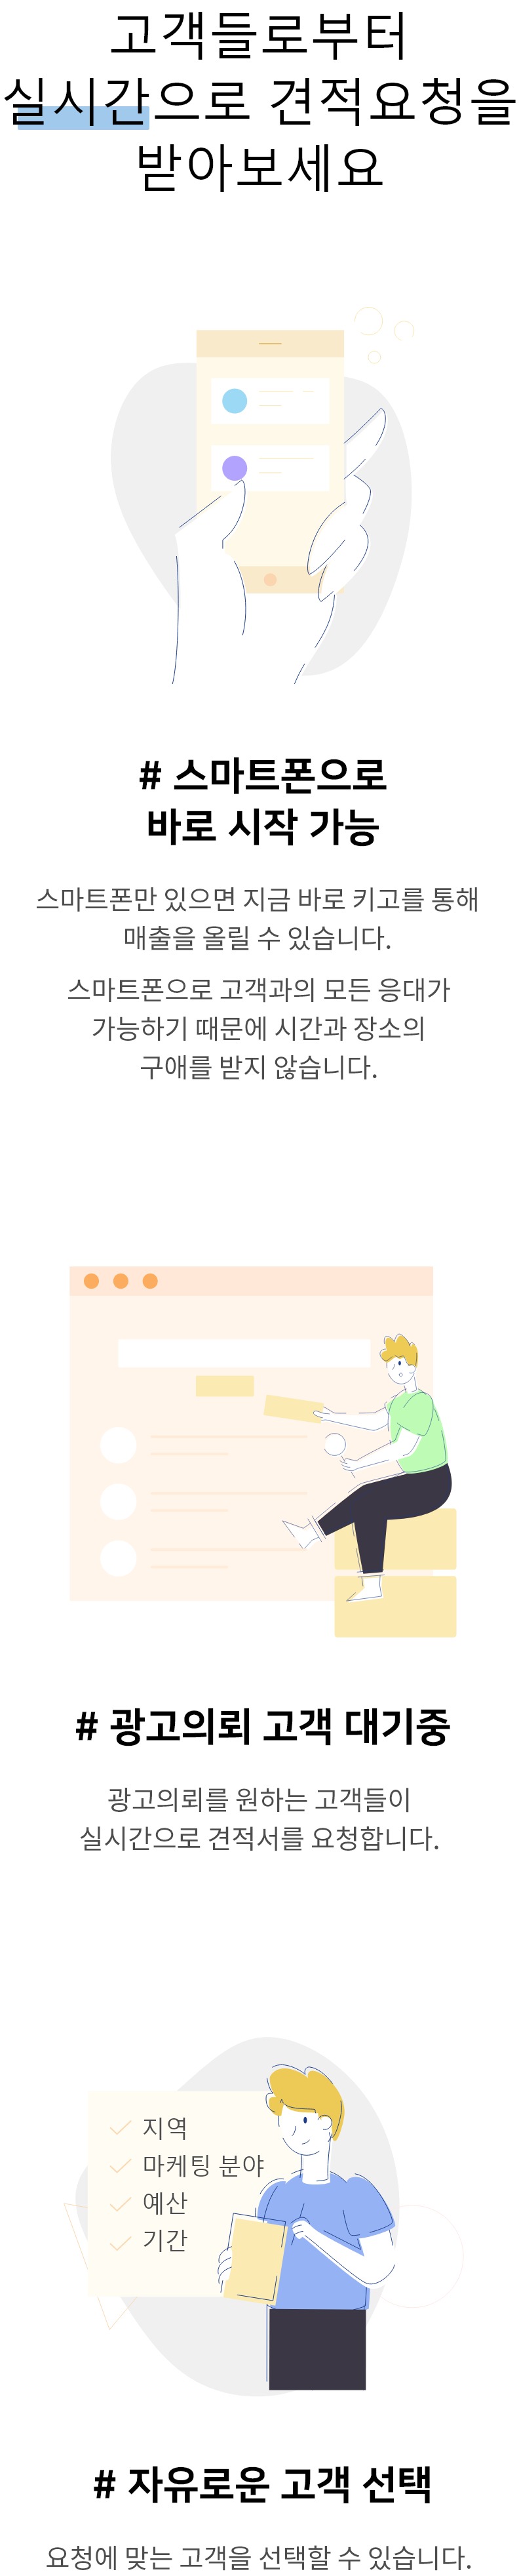 고객들로부터
실시간으로 견적요청을
받아보세요
# 스마트폰으로
바로 시작 가능
스마트폰만 있으면 지금 바로 키고를 통해
매출을 올릴 수 있습니다.
스마트폰으로 고객과의 모든 응대가
가능하기 때문에 시간과 장소의
구애를 받지 않습니다.
# 광고의뢰 고객 대기중
광고의뢰를 원하는 고객들이
실시간으로 견적서를 요청합니다.
지역
마케팅 분야
예산
기간
# 자유로운 고객 선택
요청에 맞는 고객을 선택할 수 있습니다.